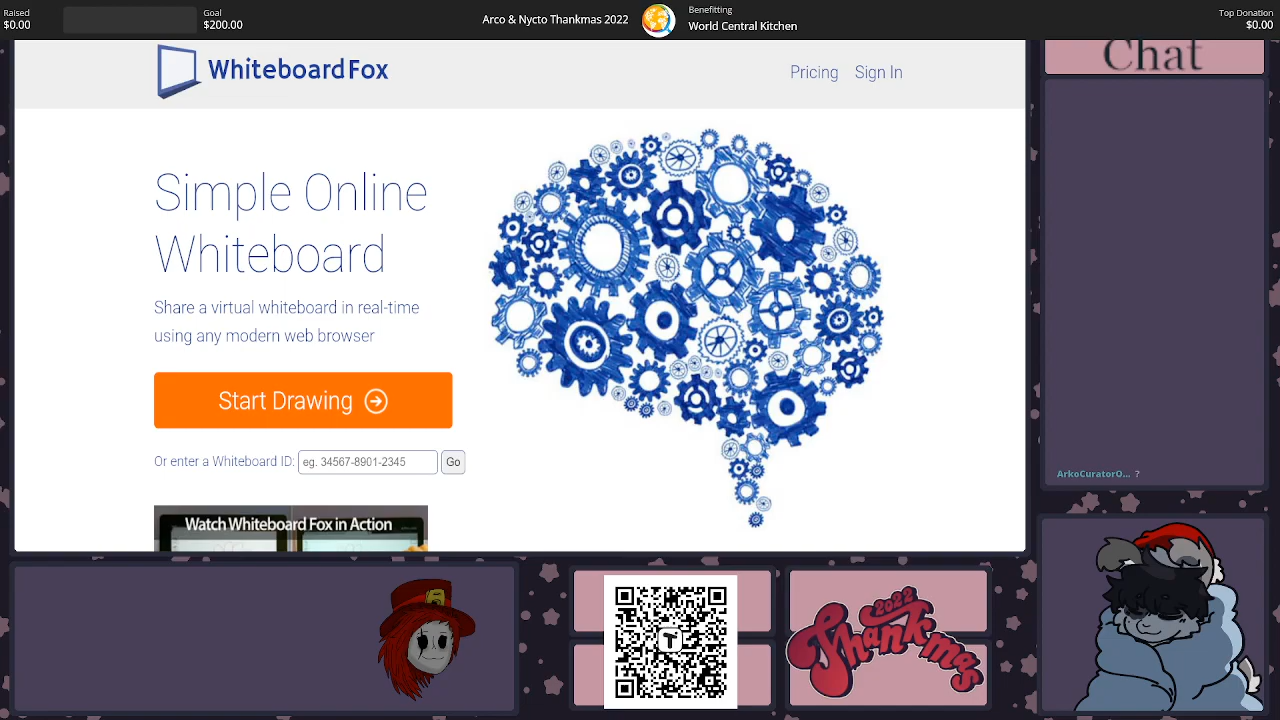 Raised
$0.00
Goal
$200.00
Arco & Nycto Thankmas 2022
Benefitting
World Central Kitchen
Top Donation
$0.00
WhiteboardFox
Pricing
Sign In
Chat
Simple Online
Whiteboard
Share a virtual whiteboard in real-time
using any modern web browser
Start Drawing
Or enter a Whiteboard ID:
eg. 34567-8901-2345
Go
Watch Whiteboard Fox in Action
ArkoCuratorO... ?
T
2022
Thankmas